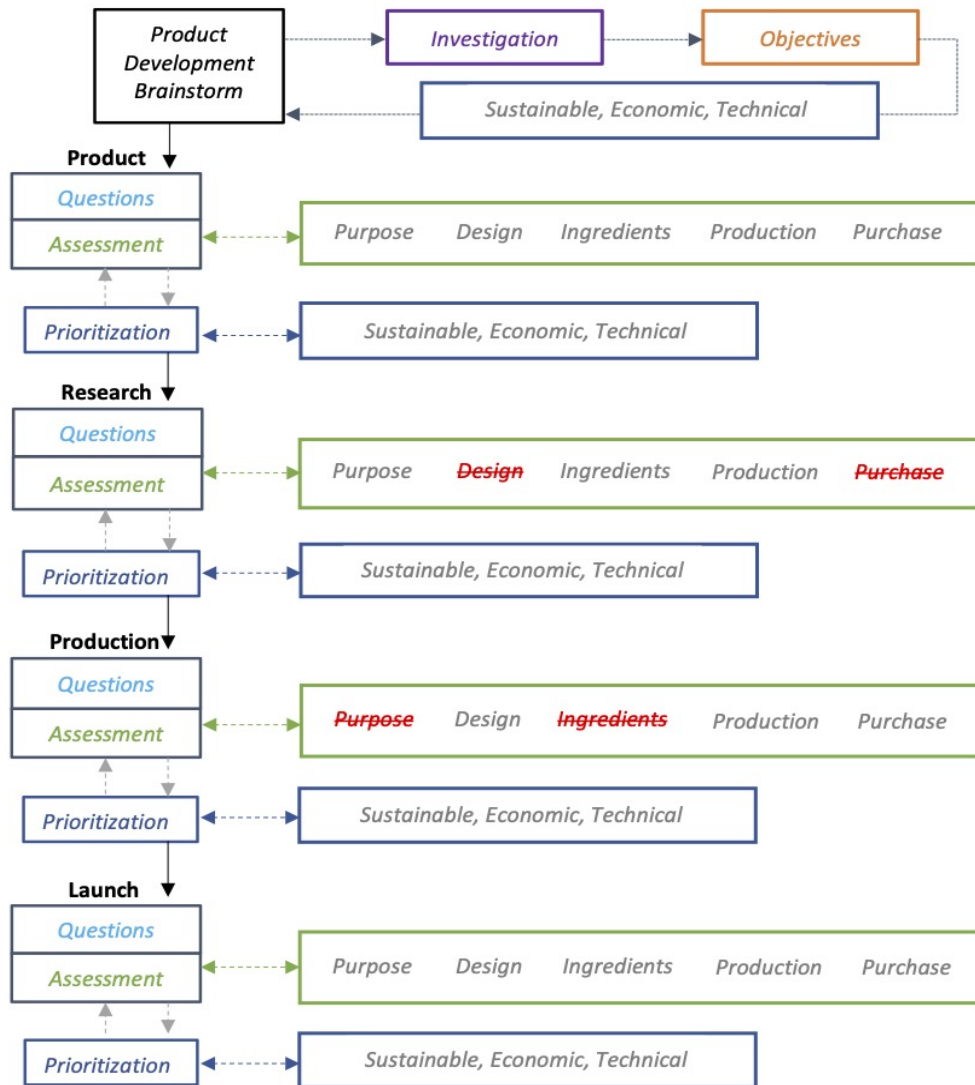 Product
Development
Brainstorm
Investigation
Objectives
Sustainable, Economic, Technical
Product
Questions
Assessment
Purpose Design Ingredients Production Purchase
Prioritization
Sustainable, Economic, Technical
Research
Questions
Assessment
Purpose Design Ingredients Production Purchase
Prioritization
Sustainable, Economic, Technical
Production
Questions
Assessment
Purpose Design Ingredients Production Purchase
Prioritization
Sustainable, Economic, Technical
Launch
Questions
Assessment
Purpose Design Ingredients Production Purchase
Prioritization
Sustainable, Economic, Technical